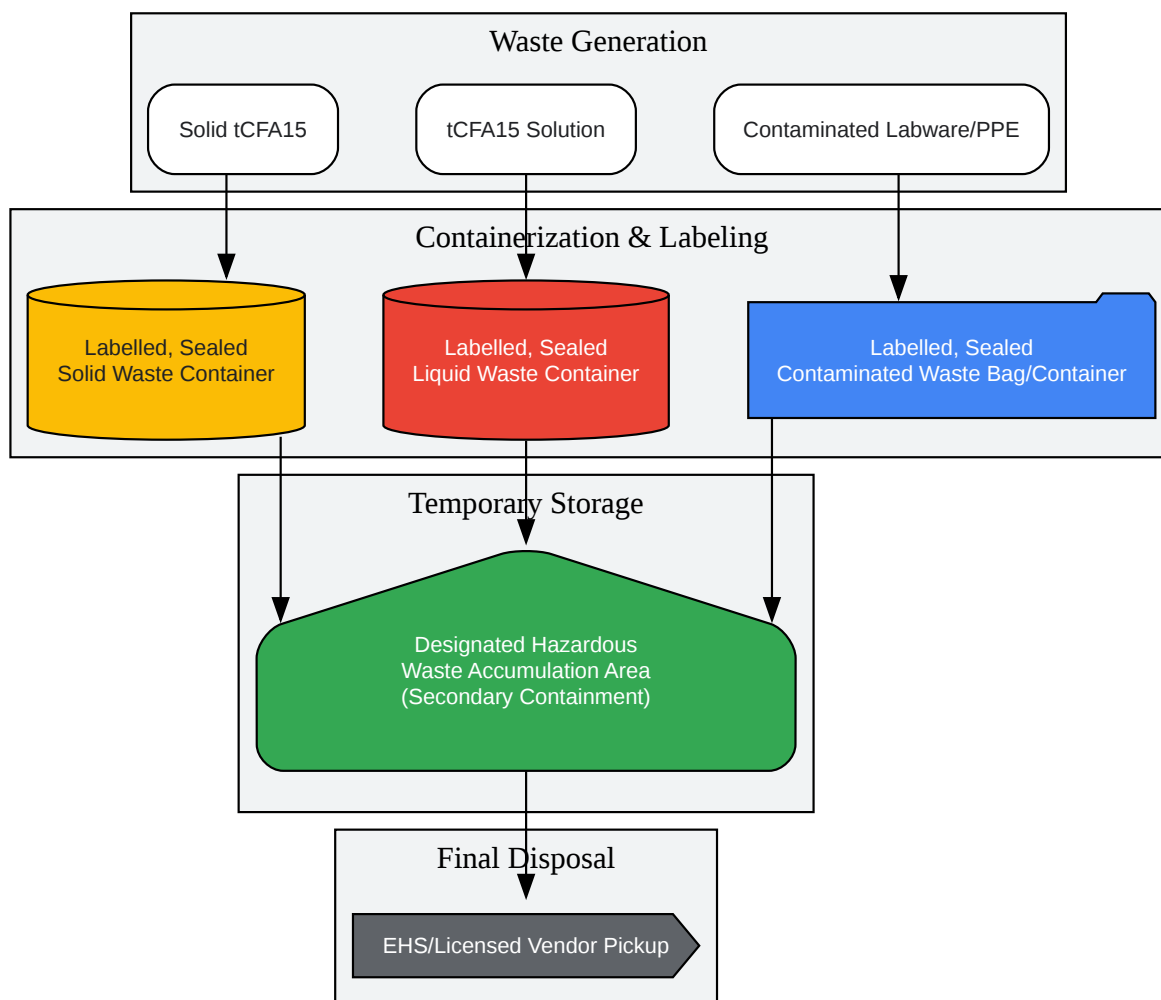 Waste Generation
Solid tCFA15
tCFA15 Solution
Contaminated Labware/PPE
Containerization & Labeling
Labelled, Sealed
Solid Waste Container
Labelled, Sealed
Liquid Waste Container
Labelled, Sealed
Contaminated Waste Bag/Container
Temporary Storage
Designated Hazardous
Waste Accumulation Area
(Secondary Containment)
Final Disposal
EHS/Licensed Vendor Pickup